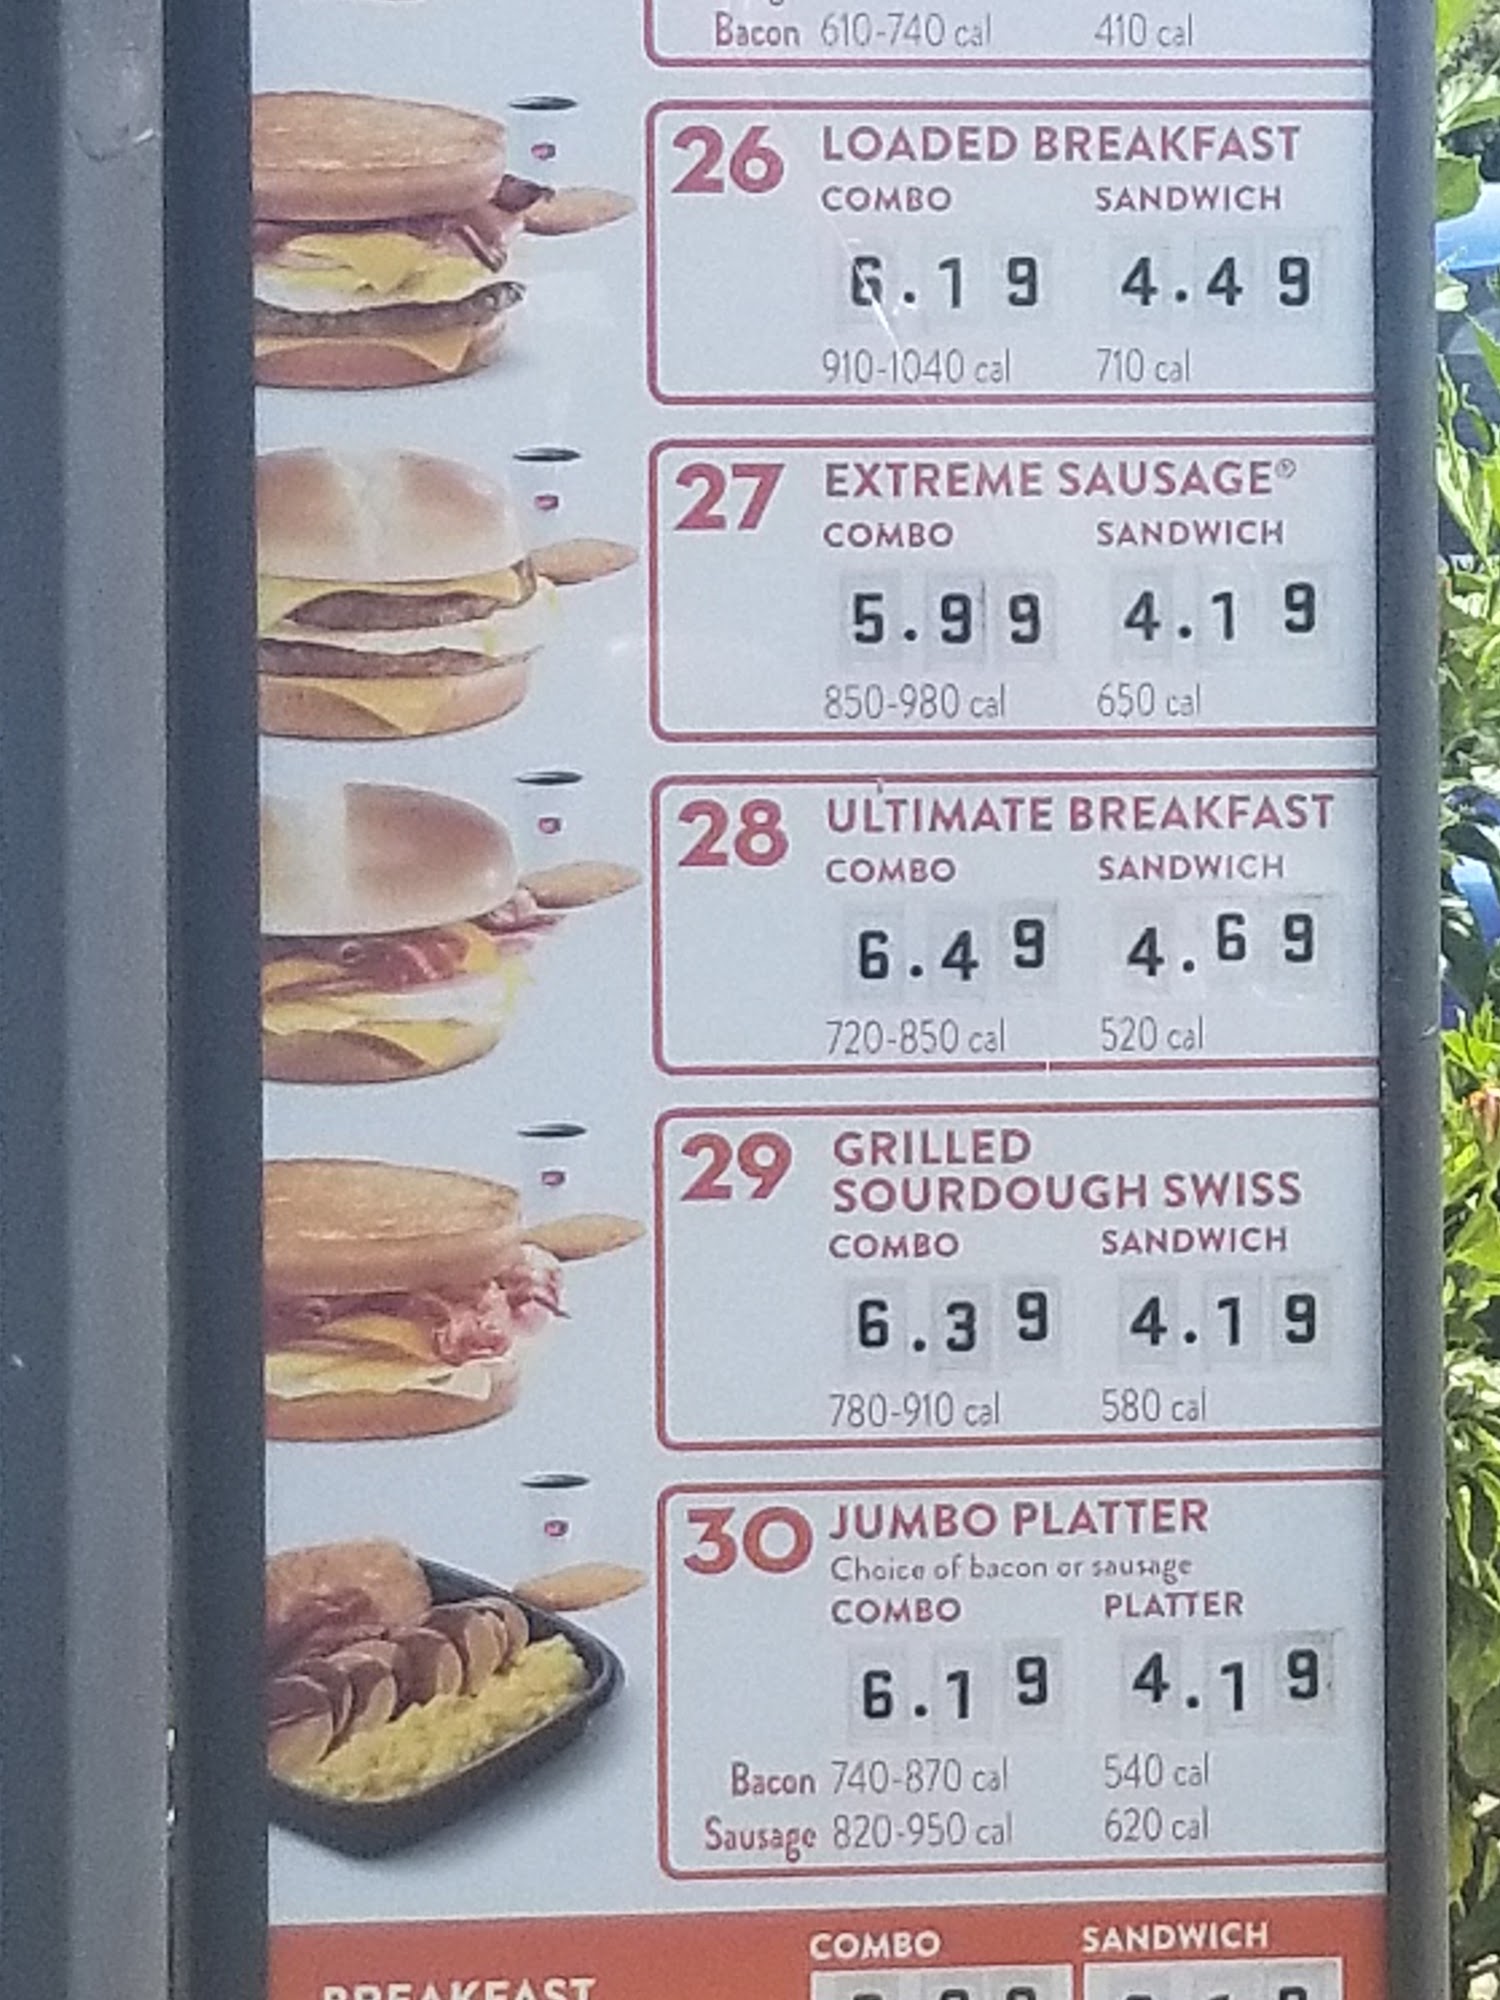 Bacon 610-740 cal 410 cal
26 LOADED BREAKFAST
COMBO SANDWICH
6.19 4.49
910-1040 cal 710 cal
27 EXTREME SAUSAGE®
COMBO SANDWICH
5.99 4.19
850-980 cal 650 cal
28 ULTIMATE BREAKFAST
COMBO SANDWICH
6.49 4.69
720-850 cal 520 cal
29 GRILLED
SOURDOUGH SWISS
COMBO SANDWICH
6.39 4.19
780-910 cal 580 cal
30 JUMBO PLATTER
Choice of bacon or sausage
COMBO PLATTER
6.19 4.19
Bacon 740-870 cal 540 cal
Sausage 820-950 cal 620 cal
COMBO SANDWICH
BREAKFAST